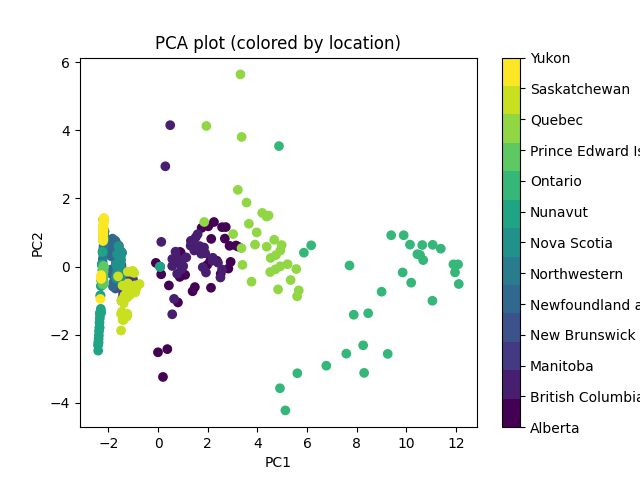 PCA plot (colored by location)
6
4
2
0
−2
−4
PC2
−2
0
2
4
6
8
10
12
PC1
Yukon
Saskatchewan
Quebec
Prince Edward Is
Ontario
Nunavut
Nova Scotia
Northwestern
Newfoundland a
New Brunswick
Manitoba
British Columbia
Alberta